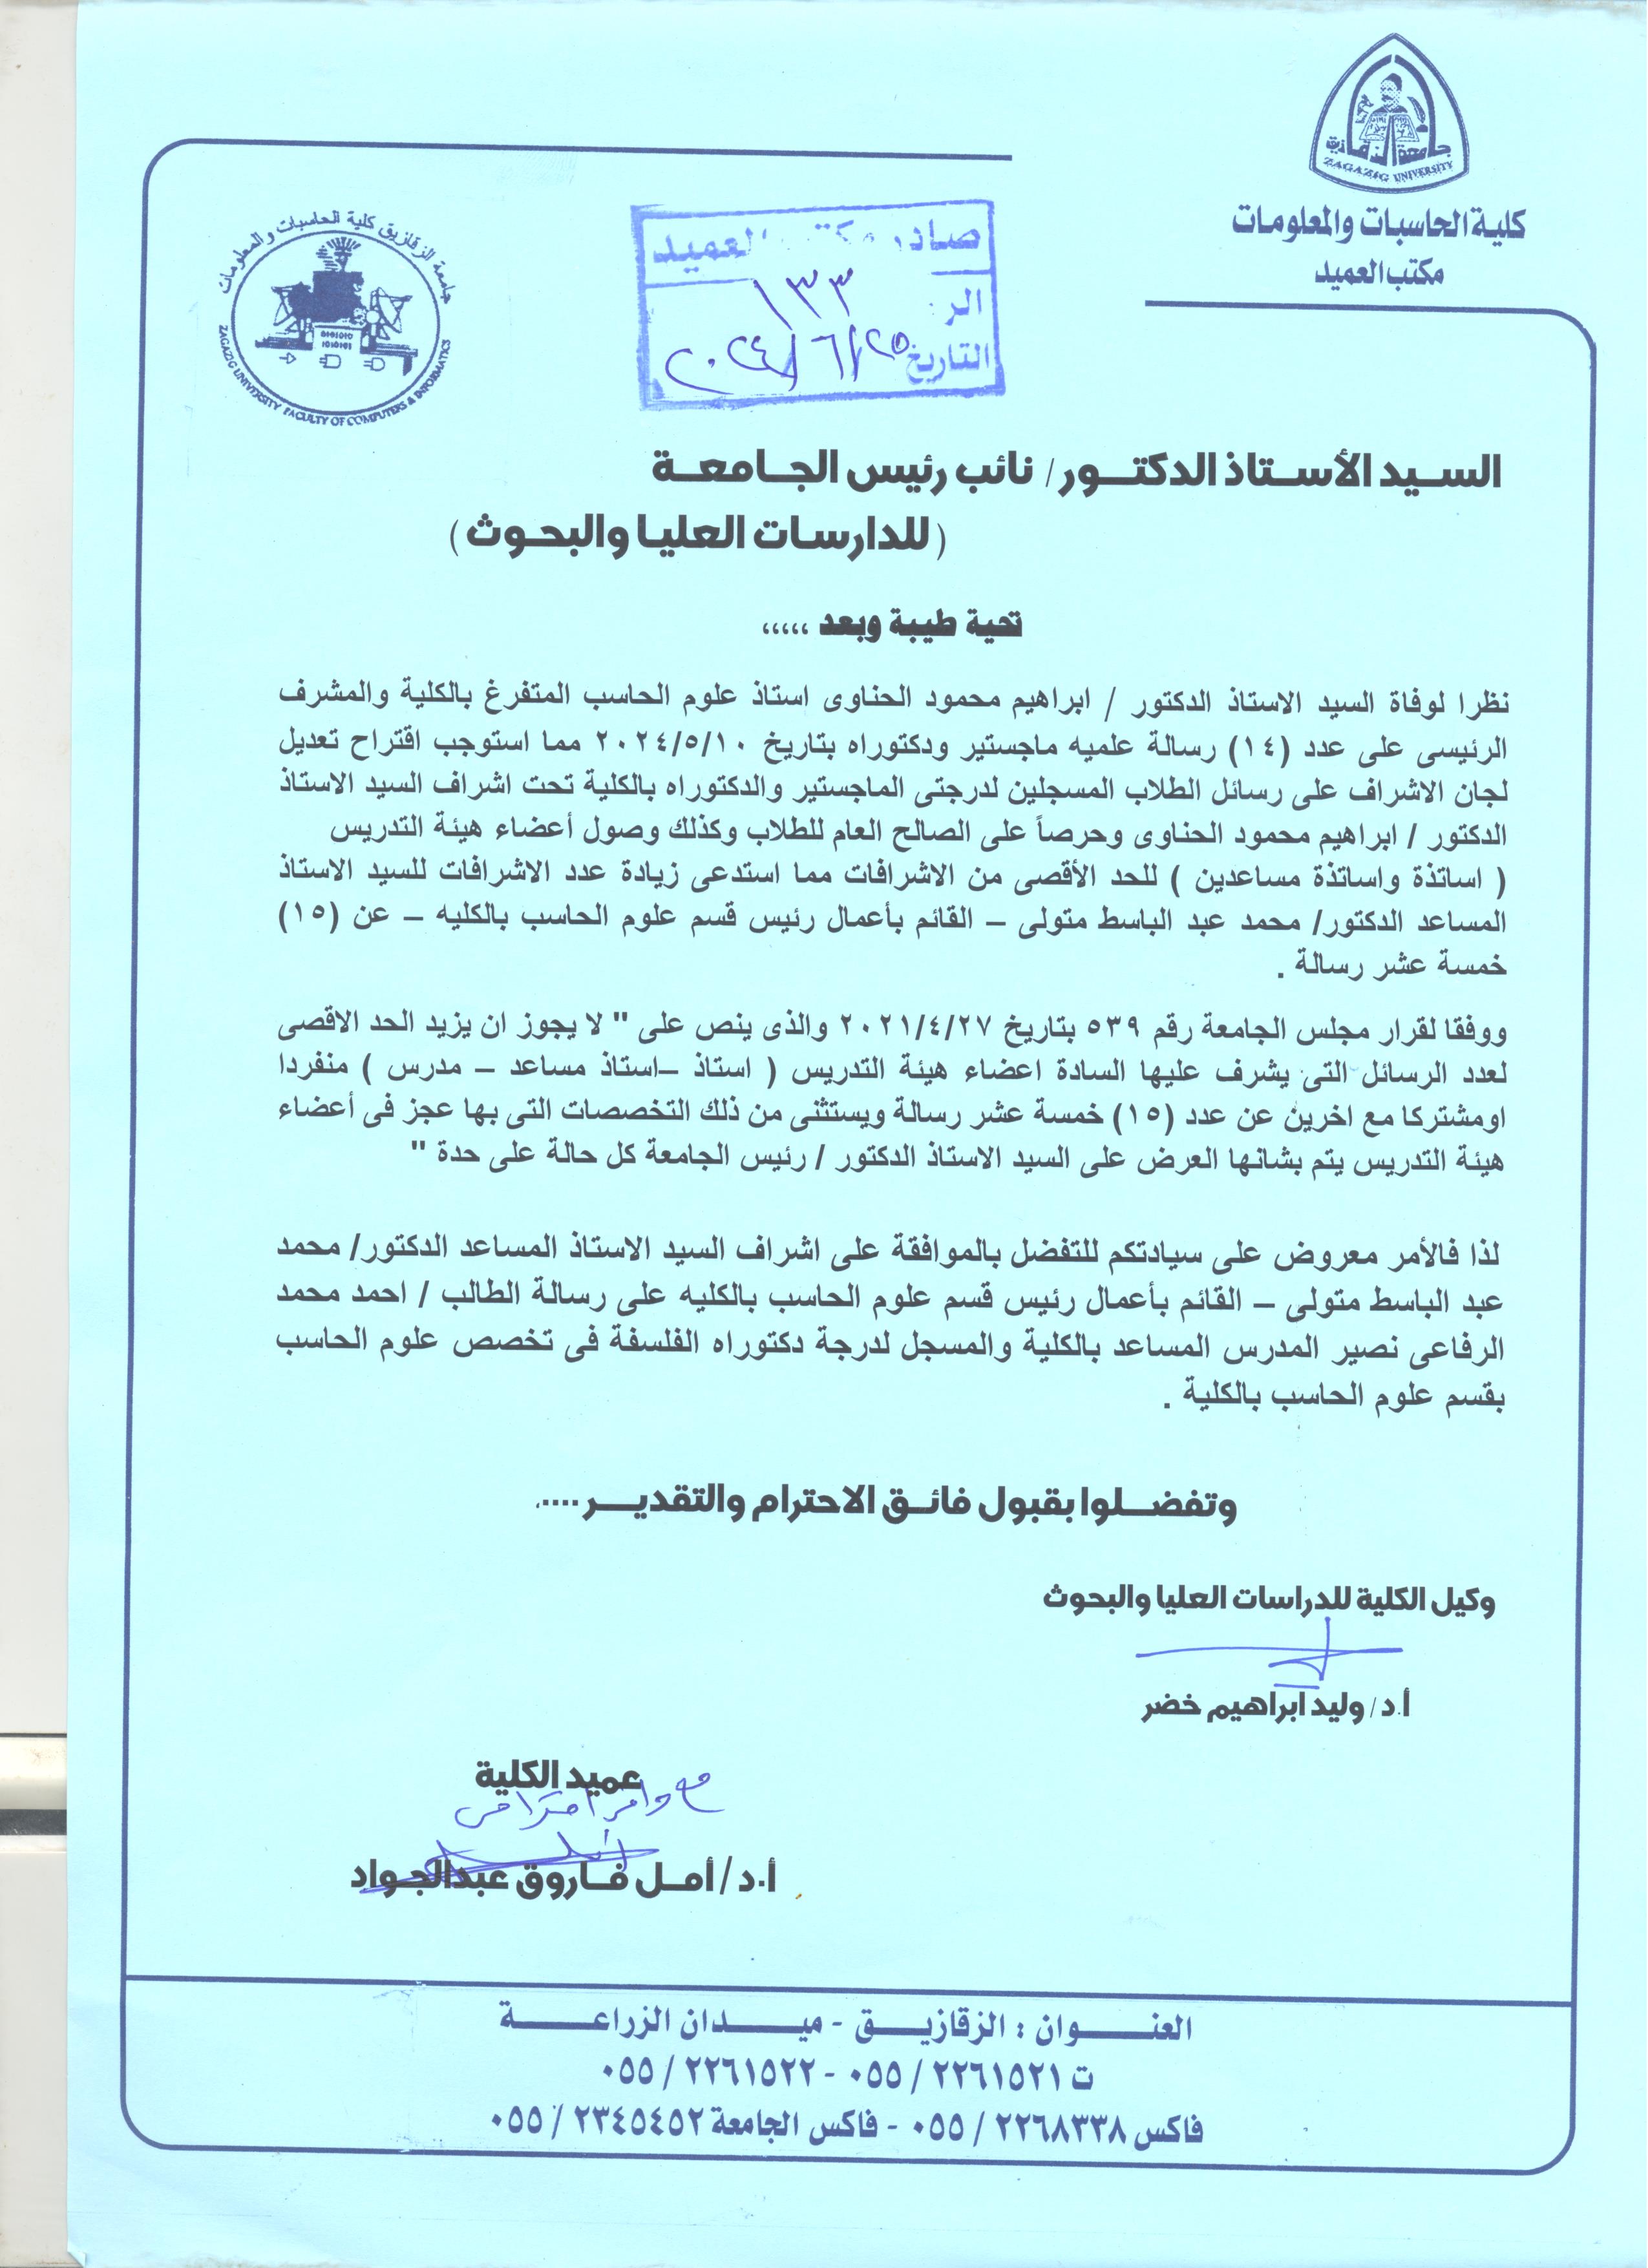 جامعة الزقازيق
ZAGAZIG UNIVERSITY
كلية الحاسبات والمعلومات
مكتب العميد
جامعة الزقازيق كلية الحاسبات والمعلومات
0101010
1010101
ZAGAZIG UNIVERSITY FACULTY OF COMPUTERS & INFORMATICS
صادر مكتب العميد
الر: ١٣٣
التاريخ ٢٥/٦/٢٠٢٤
السيد الأستاذ الدكتور/ نائب رئيس الجامعة
(للدارسات العليا والبحوث)
تحية طيبة وبعد ،،،،،
نظرا لوفاة السيد الاستاذ الدكتور / ابراهيم محمود الحناوى استاذ علوم الحاسب المتفرغ بالكلية والمشرف
الرئيسى على عدد (١٤) رسالة علميه ماجستير ودكتوراه بتاريخ ٢٠٢٤/٥/١٠ مما استوجب اقتراح تعديل
لجان الاشراف على رسائل الطلاب المسجلين لدرجتى الماجستير والدكتوراه بالكلية تحت اشراف السيد الاستاذ
الدكتور / ابراهيم محمود الحناوى وحرصاً على الصالح العام للطلاب وكذلك وصول أعضاء هيئة التدريس
( اساتذة واساتذة مساعدين ) للحد الأقصى من الاشرافات مما استدعى زيادة عدد الاشرافات للسيد الاستاذ
المساعد الدكتور/ محمد عبد الباسط متولى – القائم بأعمال رئيس قسم علوم الحاسب بالكليه – عن (١٥)
خمسة عشر رسالة .
ووفقا لقرار مجلس الجامعة رقم ٥٣٩ بتاريخ ٢٠٢١/٤/٢٧ والذى ينص على " لا يجوز ان يزيد الحد الاقصى
لعدد الرسائل التى يشرف عليها السادة اعضاء هيئة التدريس ( استاذ –استاذ مساعد – مدرس ) منفردا
اومشتركا مع اخرين عن عدد (١٥) خمسة عشر رسالة ويستثنى من ذلك التخصصات التى بها عجز فى أعضاء
هيئة التدريس يتم بشانها العرض على السيد الاستاذ الدكتور / رئيس الجامعة كل حالة على حدة "
لذا فالأمر معروض على سيادتكم للتفضل بالموافقة على اشراف السيد الاستاذ المساعد الدكتور/ محمد
عبد الباسط متولى – القائم بأعمال رئيس قسم علوم الحاسب بالكليه على رسالة الطالب / احمد محمد
الرفاعى نصير المدرس المساعد بالكلية والمسجل لدرجة دكتوراه الفلسفة فى تخصص علوم الحاسب
بقسم علوم الحاسب بالكلية .
وتفضلوا بقبول فائق الاحترام والتقدير ....
وكيل الكلية للدراسات العليا والبحوث
أ.د/ وليد ابراهيم خضر
عميد الكلية
مع وافر احترامى
أ.د/ أمل فاروق عبدالجواد
العنوان : الزقازيق - ميدان الزراعة
ت ٢٢٦١٥٢١ / ٠٥٥ - ٢٢٦١٥٢٢ / ٠٥٥
فاكس ٢٢٦٨٣٣٨ / ٠٥٥ - فاكس الجامعة ٢٣٤٥٤٥٢ / ٠٥٥